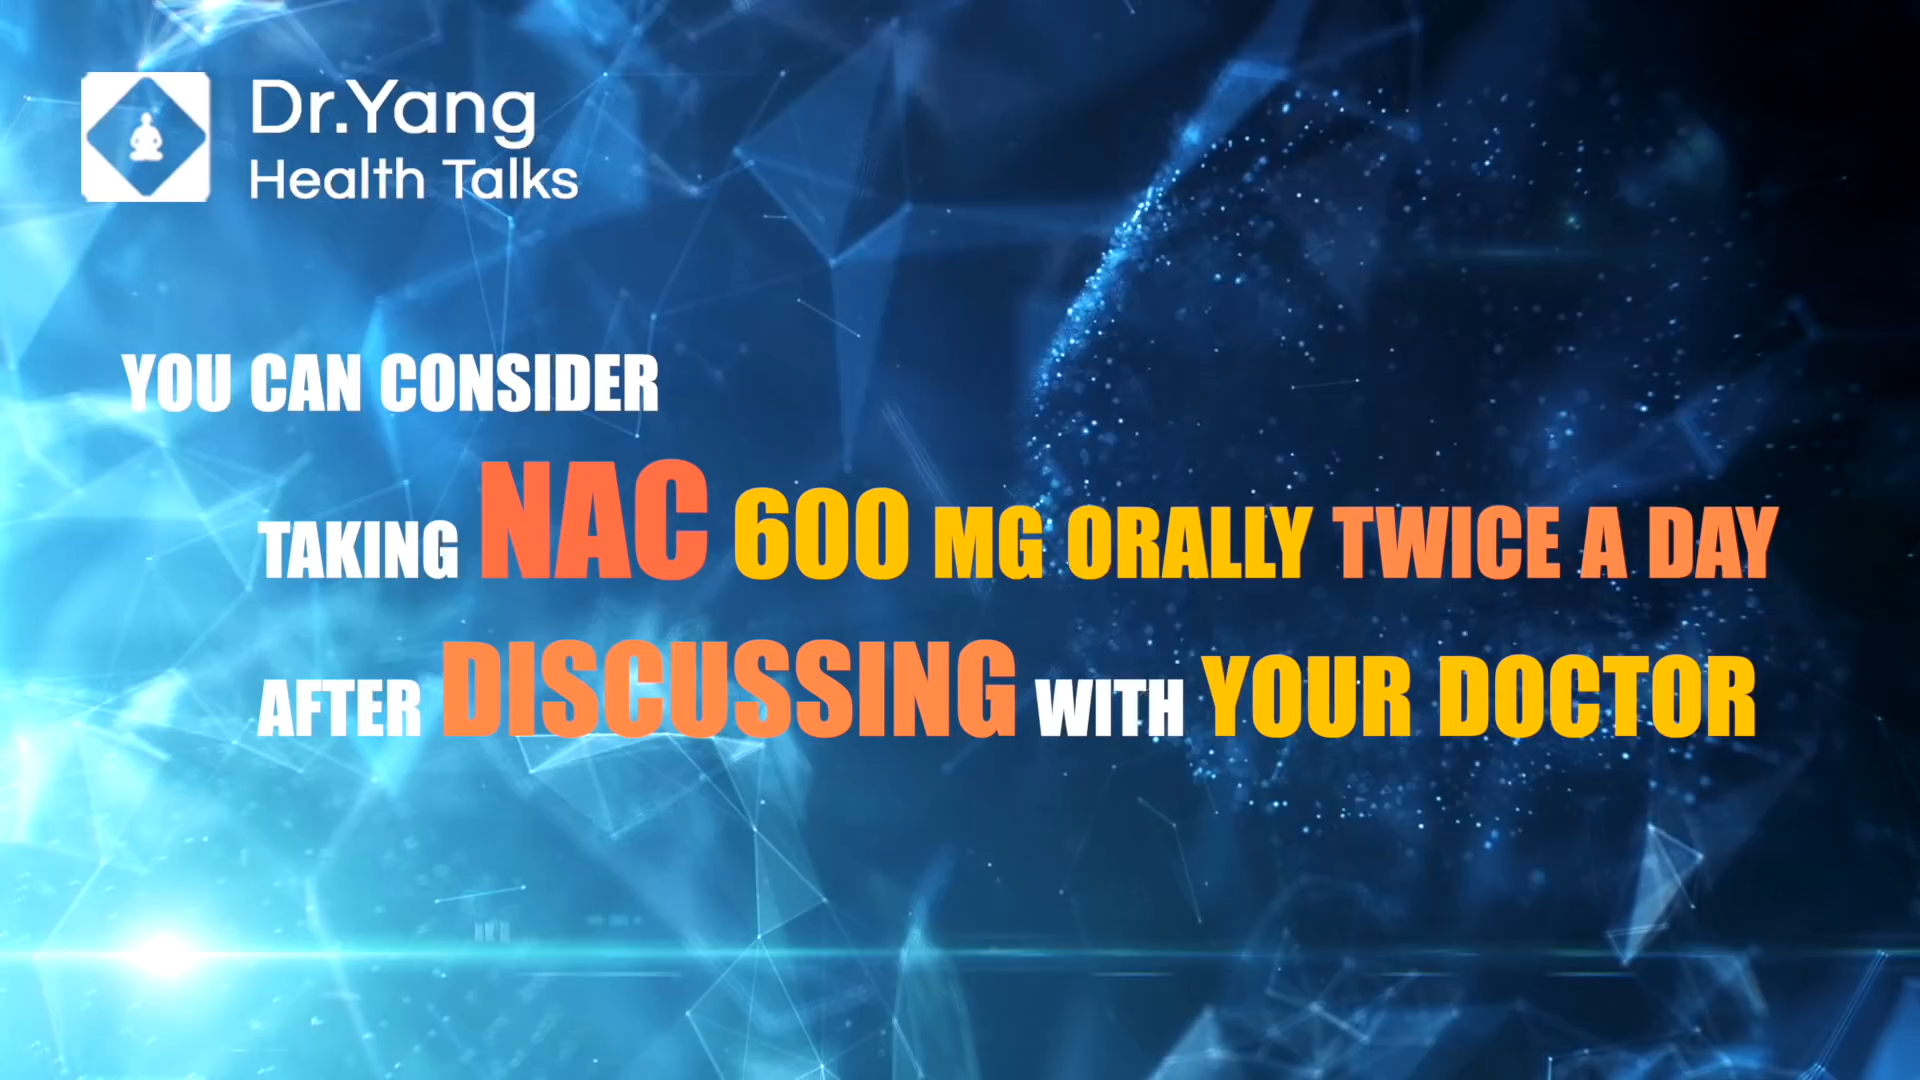 Dr.Yang
Health Talks
YOU CAN CONSIDER
TAKING NAC 600 MG ORALLY TWICE A DAY
AFTER DISCUSSING WITH YOUR DOCTOR